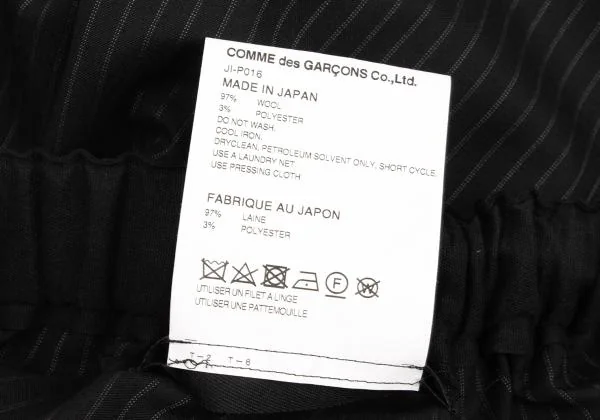 COMME des GARÇONS Co.,Ltd.
JI-P016
MADE IN JAPAN
97% WOOL
3% POLYESTER
DO NOT WASH.
COOL IRON.
DRYCLEAN, PETROLEUM SOLVENT ONLY, SHORT CYCLE.
USE A LAUNDRY NET
USE PRESSING CLOTH
FABRIQUE AU JAPON
97% LAINE
3% POLYESTER
F W
UTILISER UN FILET A LINGE
UTILISER UNE PATTEMOUILLE
T-2 T-8